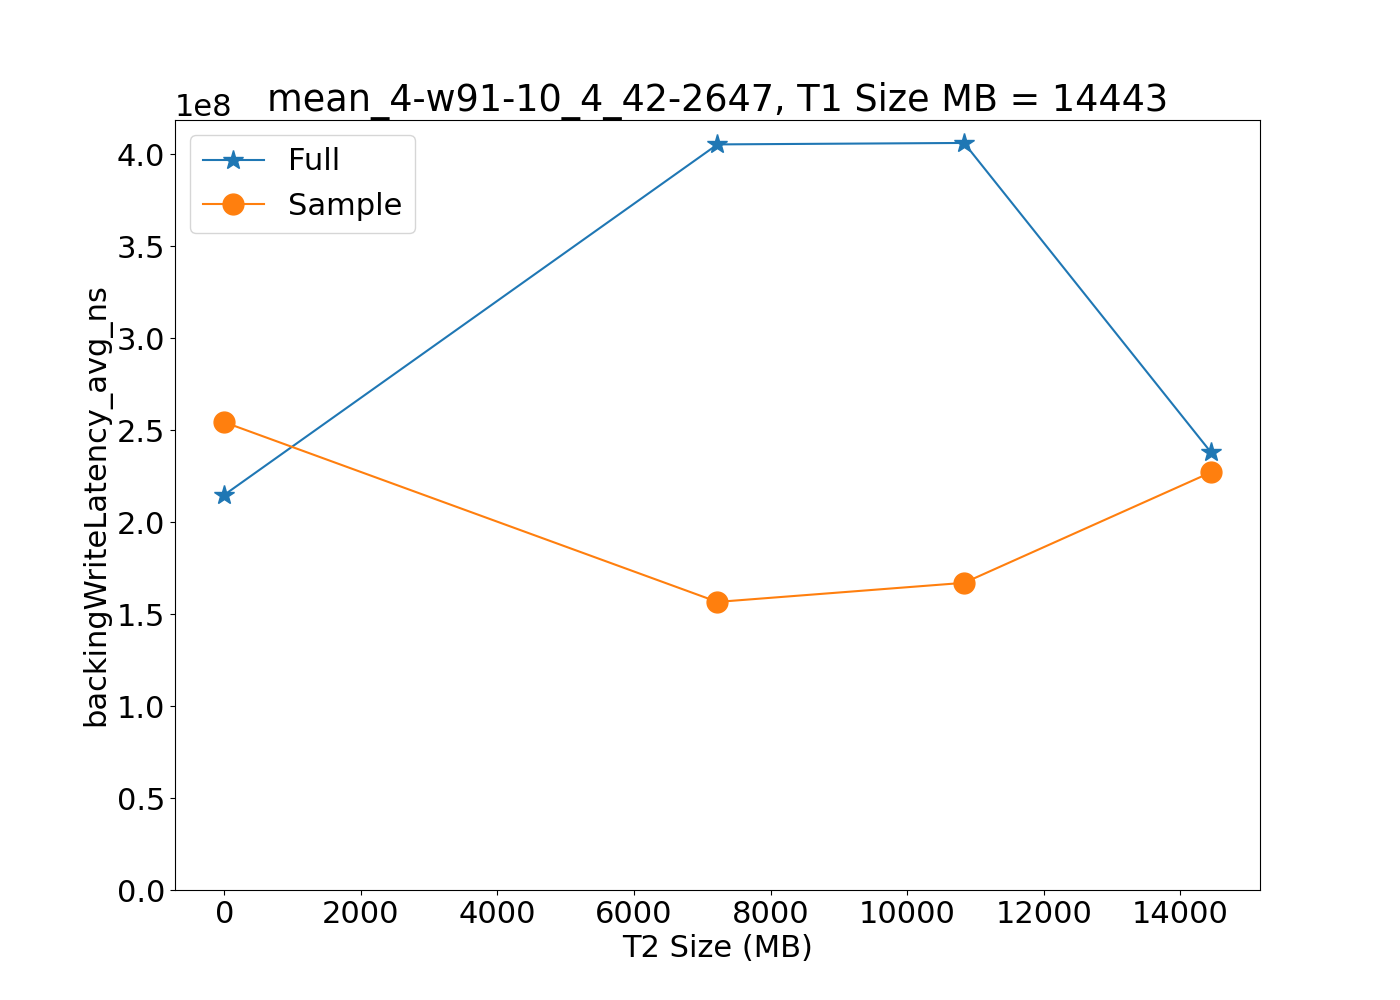 mean_4-w91-10_4_42-2647, T1 Size MB = 14443
1e8
Full
Sample
4.0
3.5
3.0
2.5
2.0
1.5
1.0
0.5
0.0
backingWriteLatency_avg_ns
0 2000 4000 6000 8000 10000 12000 14000
T2 Size (MB)